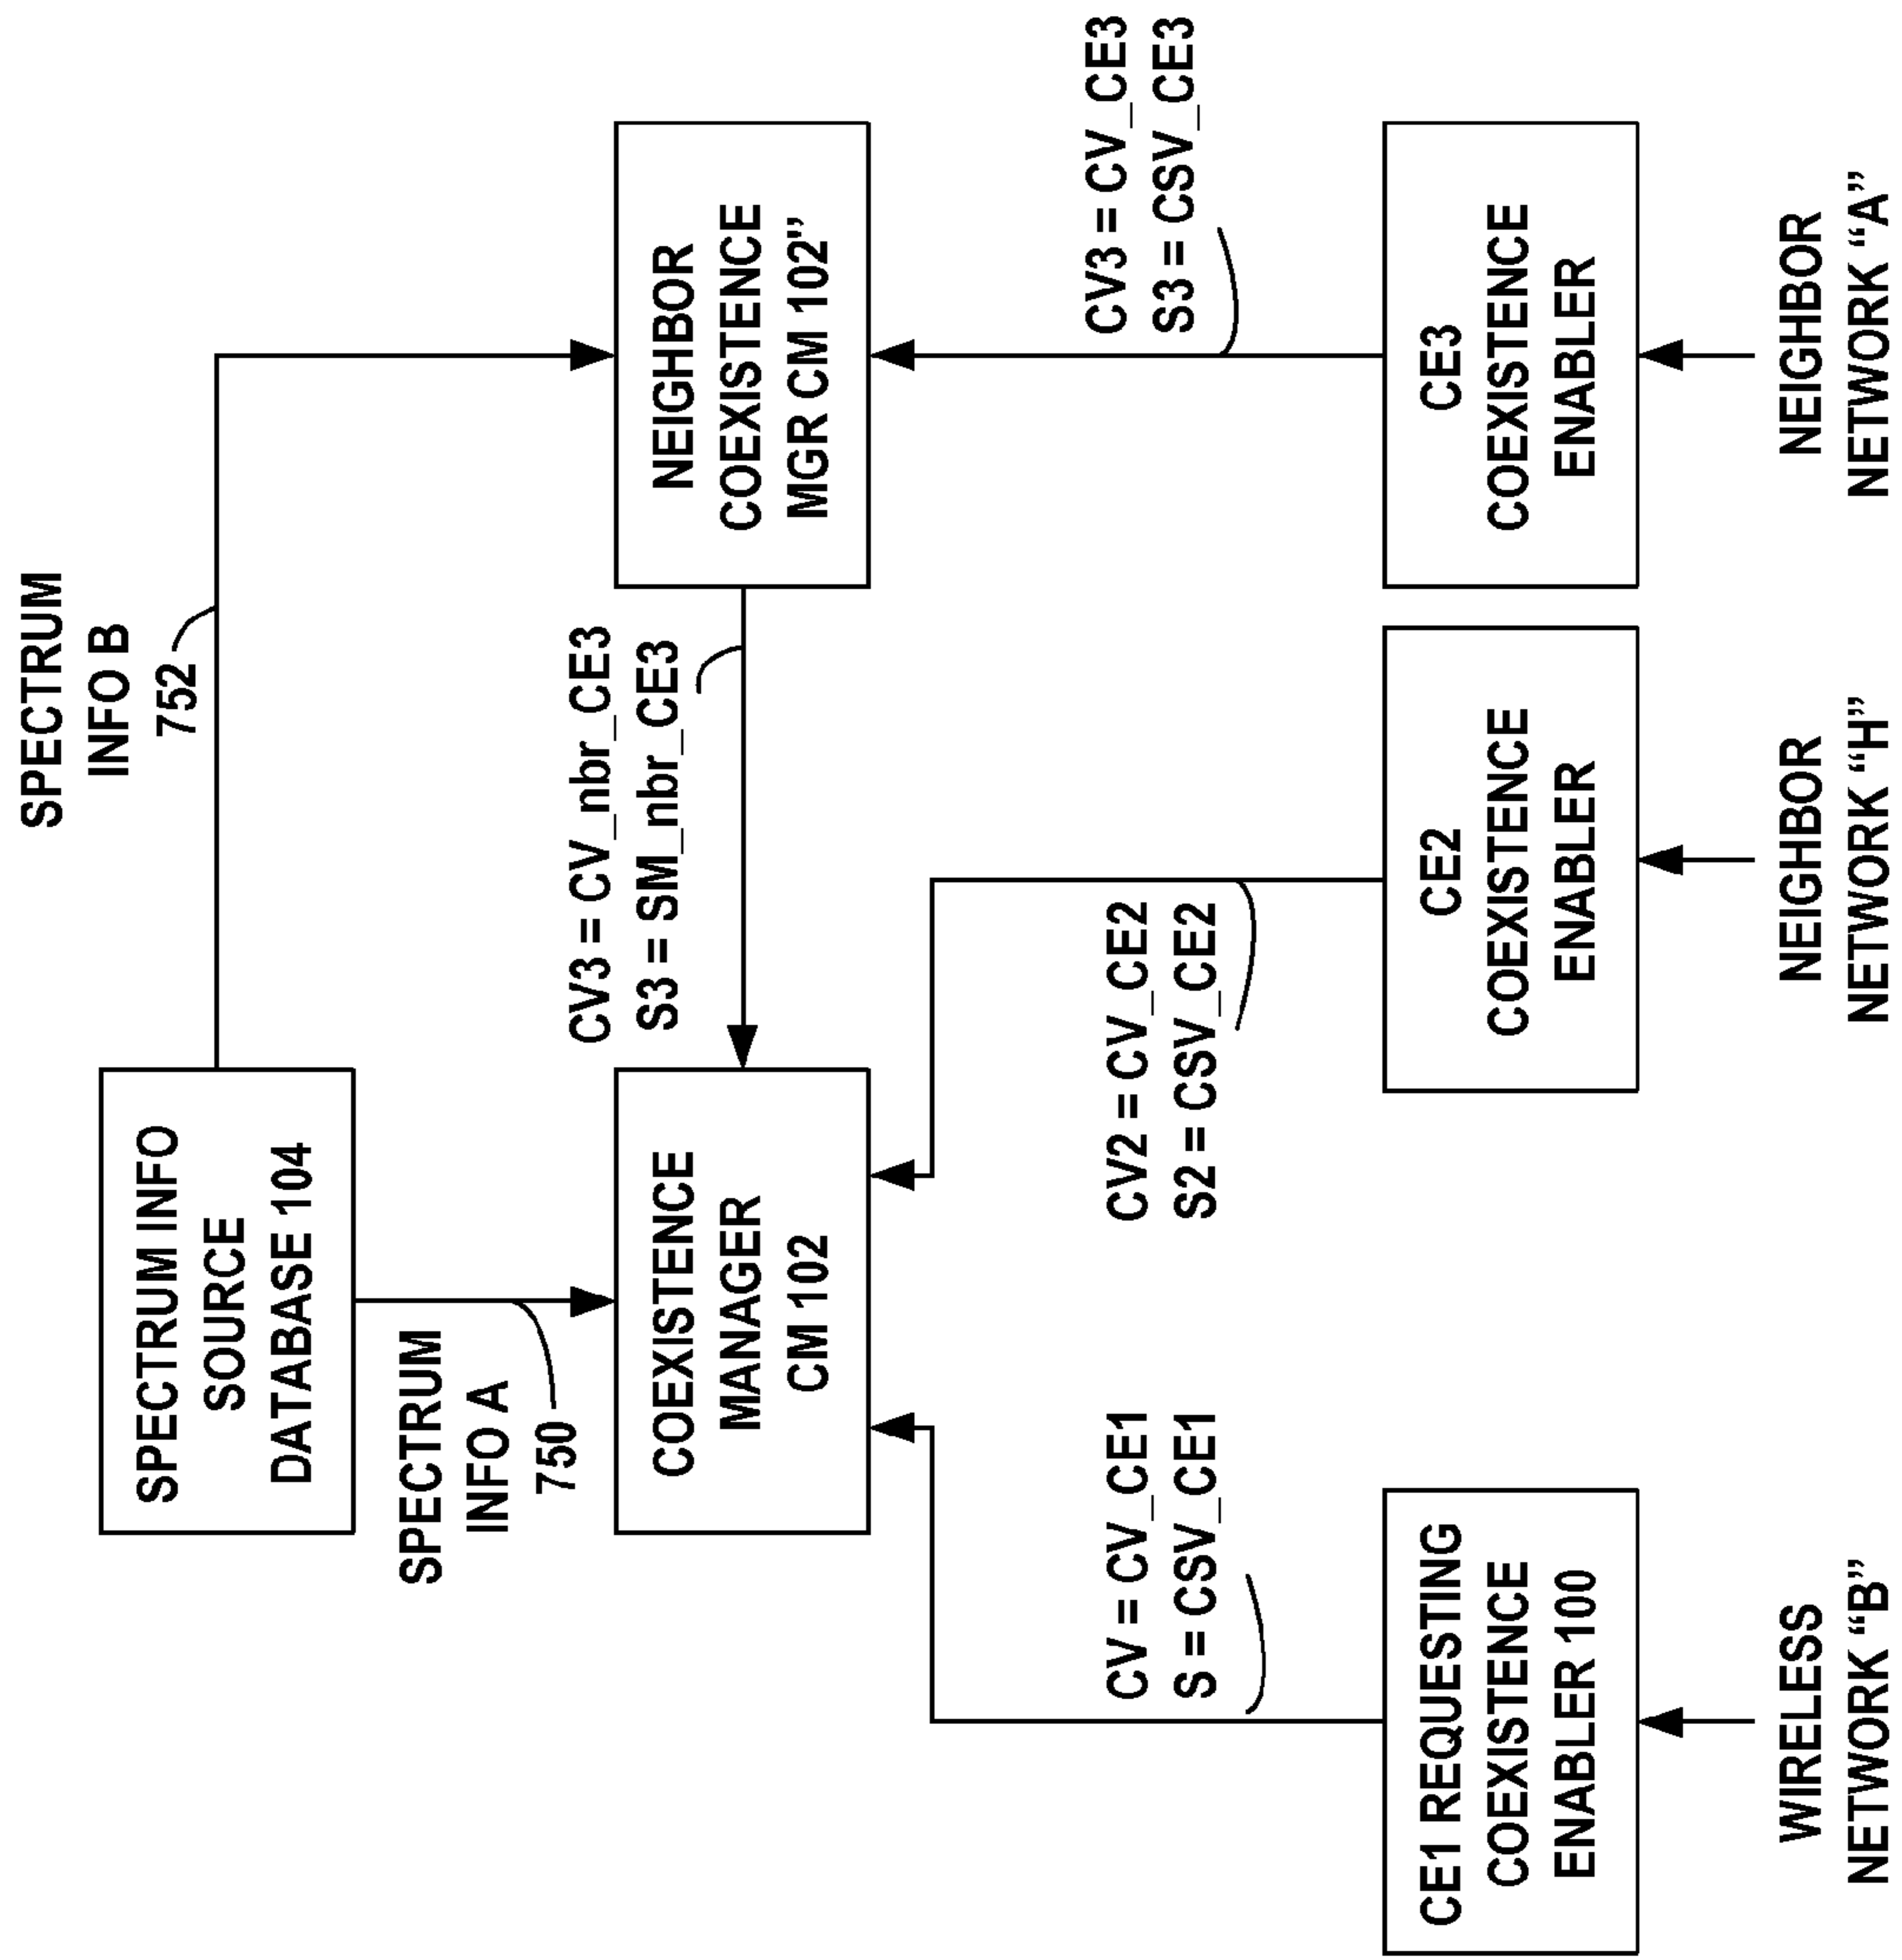 SPECTRUM INFO
SOURCE
DATABASE 104
SPECTRUM
INFO B
752
SPECTRUM
INFO A
750
COEXISTENCE
MANAGER
CM 102
CV3 = CV_nbr_CE3
S3 = SM_nbr_CE3
NEIGHBOR
COEXISTENCE
MGR CM 102”
CV = CV_CE1
S = CSV_CE1
CV2 = CV_CE2
S2 = CSV_CE2
CV3 = CV_CE3
S3 = CSV_CE3
CE1 REQUESTING
COEXISTENCE
ENABLER 100
CE2
COEXISTENCE
ENABLER
CE3
COEXISTENCE
ENABLER
WIRELESS
NETWORK “B”
NEIGHBOR
NETWORK “H”
NEIGHBOR
NETWORK “A”